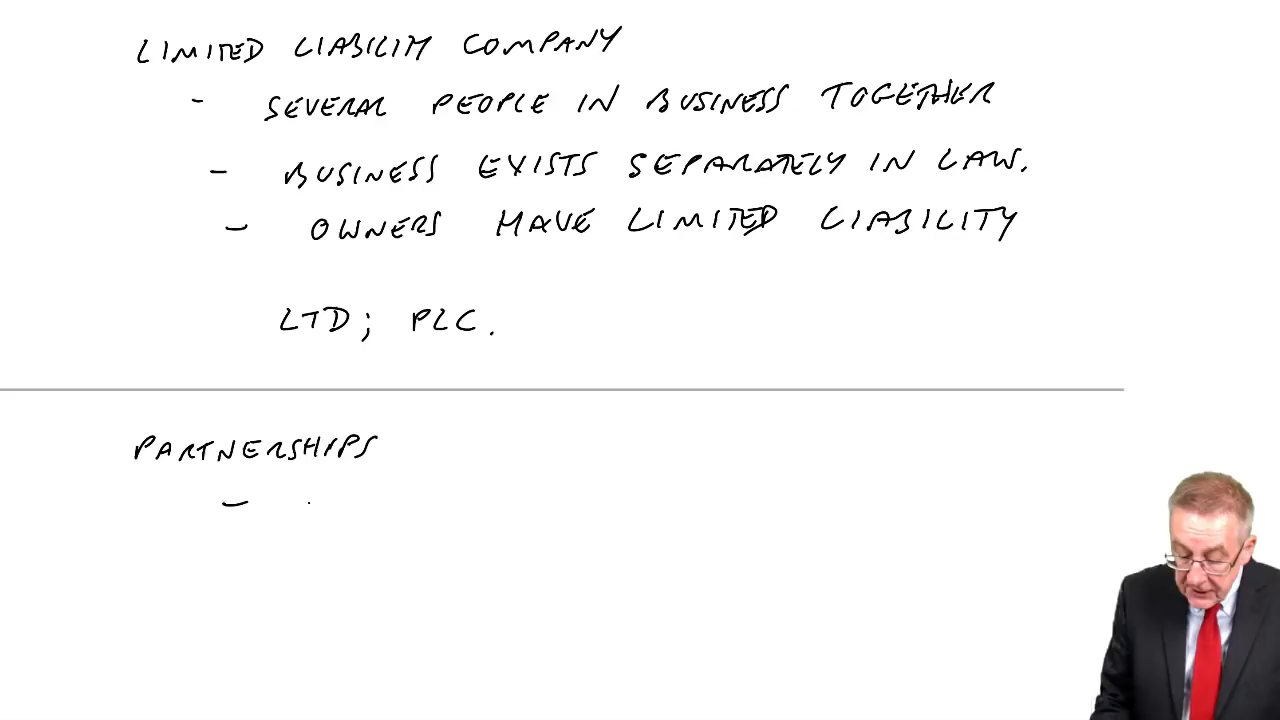 LIMITED LIABILITY COMPANY
- SEVERAL PEOPLE IN BUSINESS TOGETHER
- BUSINESS EXISTS SEPARATELY IN LAW.
- OWNERS HAVE LIMITED LIABILITY
LTD; PLC.
PARTNERSHIPS
-